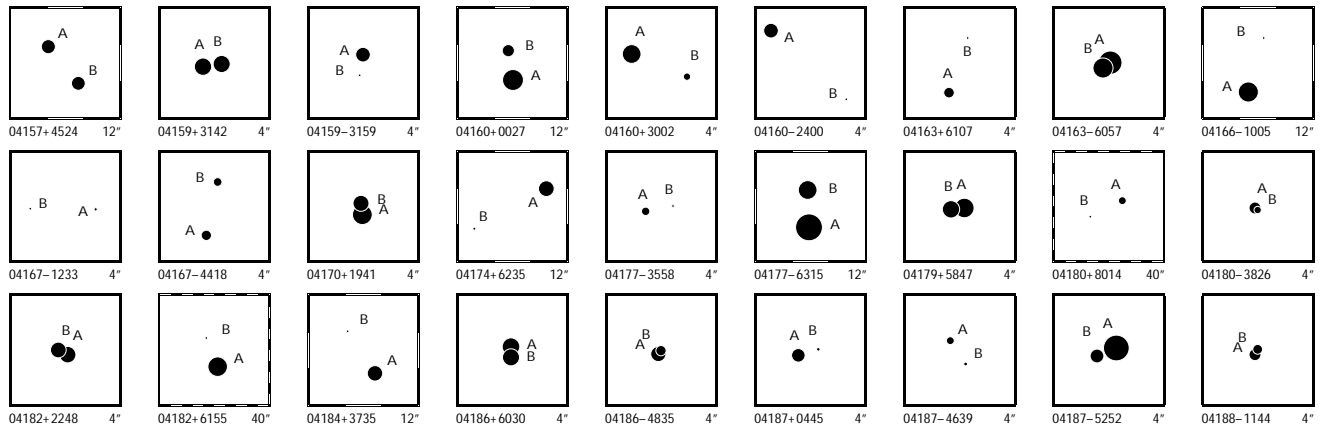 A B A B A B B A A B A B B A A B B A
04157+4524 12" 04159+3142 4" 04159−3159 4" 04160+0027 12" 04160+3002 4" 04160−2400 4" 04163+6107 4" 04163−6057 4" 04166−1005 12"
B A B A B A A B A B B A B A A B A B
04167−1233 4" 04167−4418 4" 04170+1941 4" 04174+6235 12" 04177−3558 4" 04177−6315 12" 04179+5847 4" 04180+8014 40" 04180−3826 4"
B A B A B A A B B A A B A B B A B A
04182+2248 4" 04182+6155 40" 04184+3735 12" 04186+6030 4" 04186−4835 4" 04187+0445 4" 04187−4639 4" 04187−5252 4" 04188−1144 4"